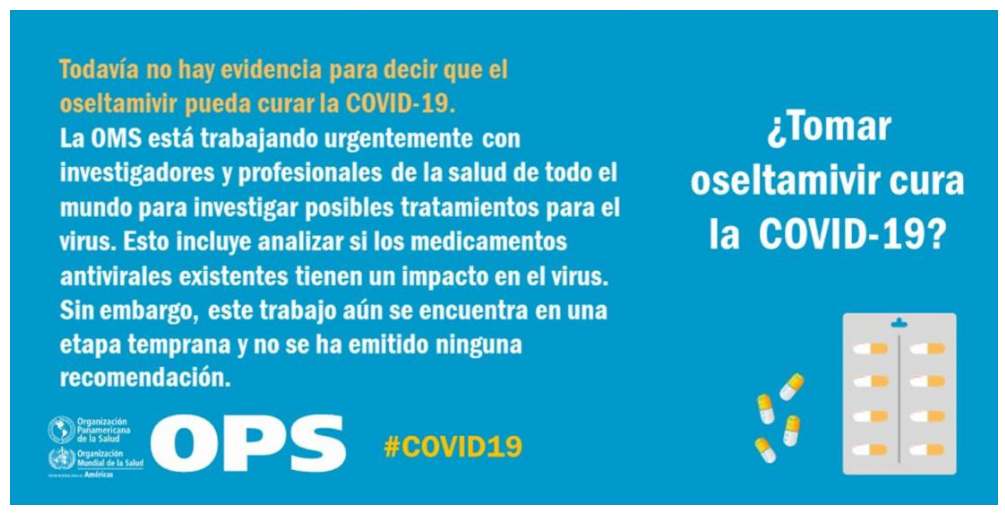 Todavía no hay evidencia para decir que el
oseltamivir pueda curar la COVID-19.
La OMS está trabajando urgentemente con
investigadores y profesionales de la salud de todo el
mundo para investigar posibles tratamientos para el
virus. Esto incluye analizar si los medicamentos
antivirales existentes tienen un impacto en el virus.
Sin embargo, este trabajo aún se encuentra en una
etapa temprana y no se ha emitido ninguna
recomendación.
¿Tomar
oseltamivir cura
la COVID-19?
Organización
Panamericana
de la Salud
Organización
Mundial de la Salud
Américas
OPS
#COVID19